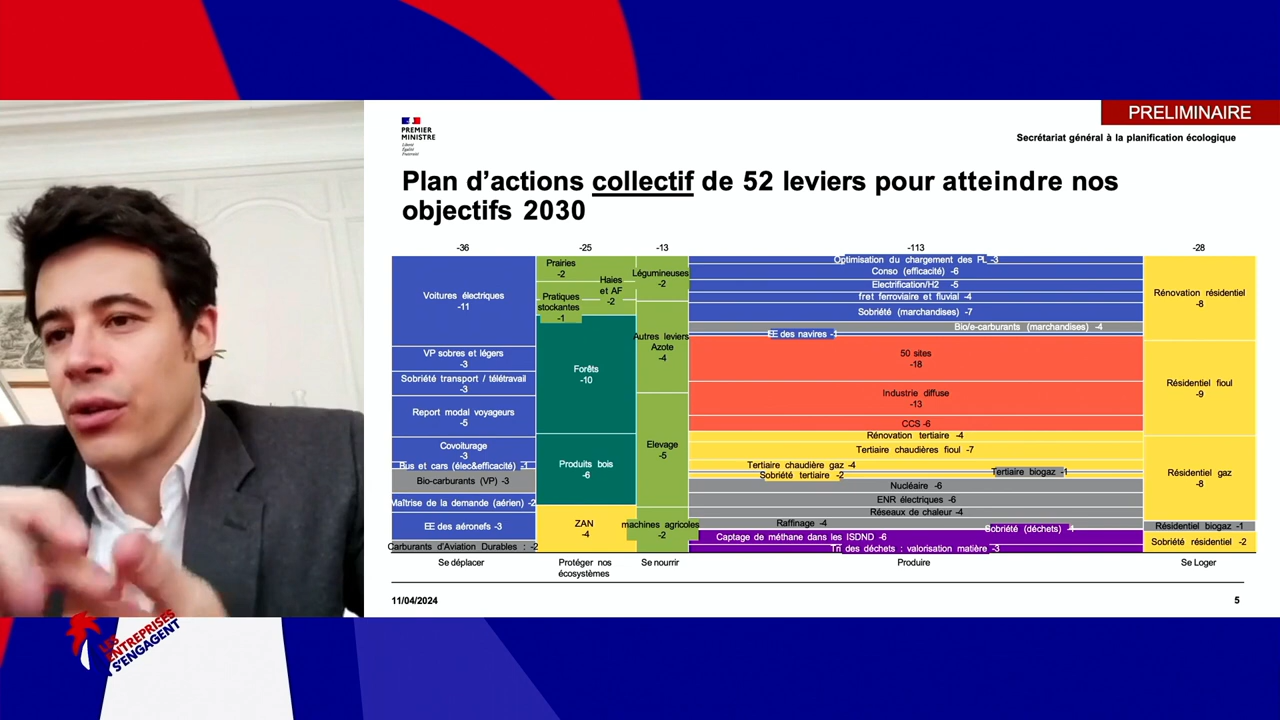 PRELIMINAIRE
PREMIER
MINISTRE
Liberté
Égalité
Fraternité
Secrétariat général à la planification écologique
Plan d’actions collectif de 52 leviers pour atteindre nos
objectifs 2030
-36
-25
-13
-113
-28
Voitures électriques
-11
VP sobres et légers
-3
Sobriété transport / télétravail
-3
Report modal voyageurs
-5
Covoiturage
-3
Bus et cars (élec&efficacité) -1
Bio-carburants (VP) -3
Maîtrise de la demande (aérien) -2
EE des aéronefs -3
Carburants d'Aviation Durables : -2
Prairies
-2
Haies
et AF
-2
Pratiques
stockantes
-1
Forêts
-10
Produits bois
-6
ZAN
-4
Légumineuses
-2
Autres leviers
Azote
-4
Elevage
-5
machines agricoles
-2
Optimisation du chargement des PL -3
Conso (efficacité) -6
Electrification/H2 -5
fret ferroviaire et fluvial -4
Sobriété (marchandises) -7
Bio/e-carburants (marchandises) -4
EE des navires -1
50 sites
-18
Industrie diffuse
-13
CCS -6
Rénovation tertiaire -4
Tertiaire chaudières fioul -7
Tertiaire chaudière gaz -4
Tertiaire biogaz -1
Sobriété tertiaire -2
Nucléaire -6
ENR électriques -6
Réseaux de chaleur -4
Raffinage -4
Sobriété (déchets) -1
Captage de méthane dans les ISDND -6
Tri des déchets : valorisation matière -3
Rénovation résidentiel
-8
Résidentiel fioul
-9
Résidentiel gaz
-8
Résidentiel biogaz -1
Sobriété résidentiel -2
Se déplacer
Protéger nos
écosystèmes
Se nourrir
Produire
Se Loger
11/04/2024
5
LES
ENTREPRISES
S'ENGAGENT